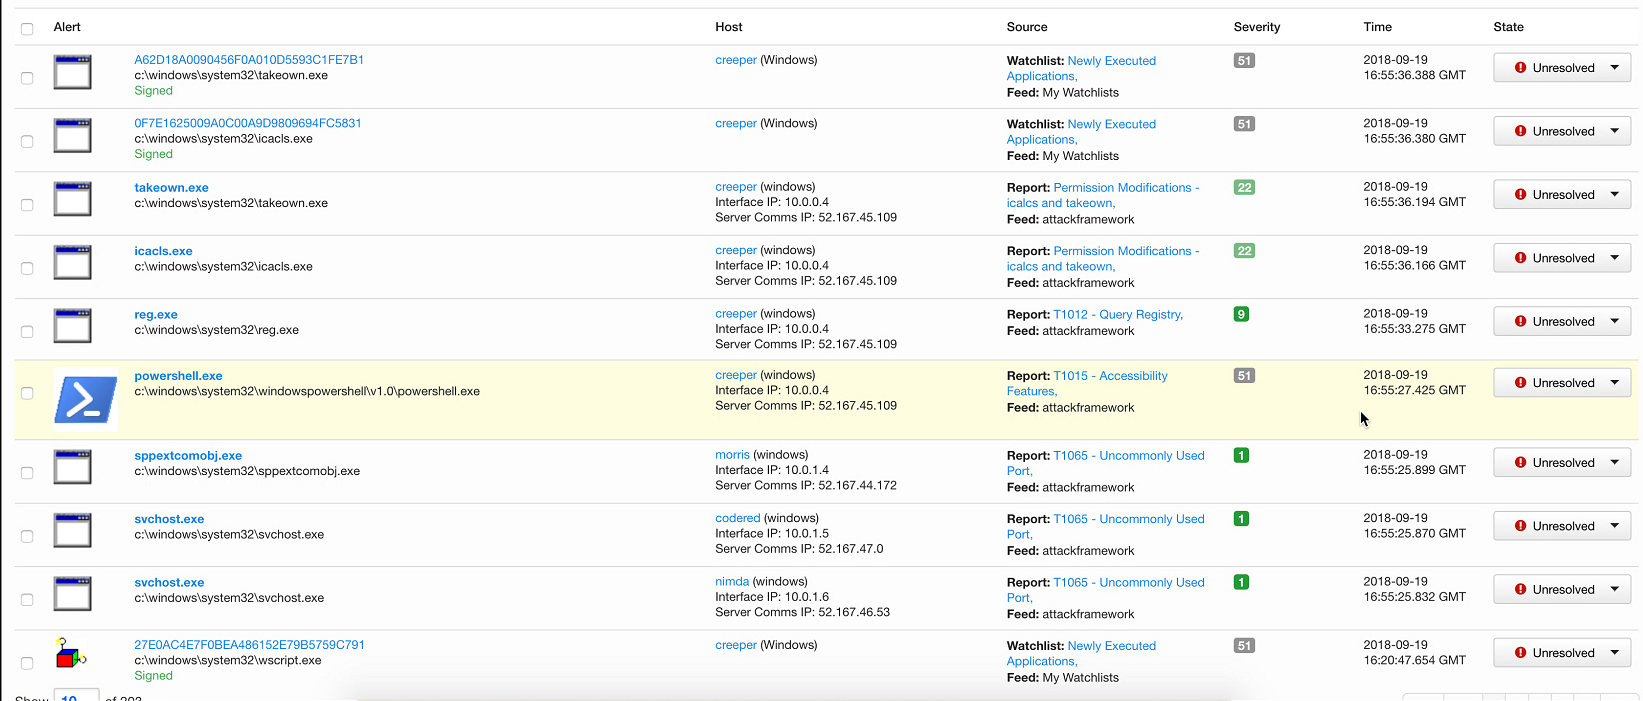 Alert Host Source Severity Time State
A62D18A0090456F0A010D5593C1FE7B1 creeper (Windows) Watchlist: Newly Executed 51 2018-09-19 Unresolved
c:\windows\system32\takeown.exe Applications, 16:55:36.388 GMT
Signed Feed: My Watchlists
0F7E1625009A0C00A9D9809694FC5831 creeper (Windows) Watchlist: Newly Executed 51 2018-09-19 Unresolved
c:\windows\system32\icacls.exe Applications, 16:55:36.380 GMT
Signed Feed: My Watchlists
takeown.exe creeper (windows) Report: Permission Modifications - 22 2018-09-19 Unresolved
c:\windows\system32\takeown.exe Interface IP: 10.0.0.4 icalcs and takeown, 16:55:36.194 GMT
Server Comms IP: 52.167.45.109 Feed: attackframework
icacls.exe creeper (windows) Report: Permission Modifications - 22 2018-09-19 Unresolved
c:\windows\system32\icacls.exe Interface IP: 10.0.0.4 icalcs and takeown, 16:55:36.166 GMT
Server Comms IP: 52.167.45.109 Feed: attackframework
reg.exe creeper (windows) Report: T1012 - Query Registry, 9 2018-09-19 Unresolved
c:\windows\system32\reg.exe Interface IP: 10.0.0.4 Feed: attackframework 16:55:33.275 GMT
Server Comms IP: 52.167.45.109
powershell.exe creeper (windows) Report: T1015 - Accessibility 51 2018-09-19 Unresolved
c:\windows\system32\windowspowershell\v1.0\powershell.exe Interface IP: 10.0.0.4 Features, 16:55:27.425 GMT
Server Comms IP: 52.167.45.109 Feed: attackframework
sppextcomobj.exe morris (windows) Report: T1065 - Uncommonly Used 1 2018-09-19 Unresolved
c:\windows\system32\sppextcomobj.exe Interface IP: 10.0.1.4 Port, 16:55:25.899 GMT
Server Comms IP: 52.167.44.172 Feed: attackframework
svchost.exe codered (windows) Report: T1065 - Uncommonly Used 1 2018-09-19 Unresolved
c:\windows\system32\svchost.exe Interface IP: 10.0.1.5 Port, 16:55:25.870 GMT
Server Comms IP: 52.167.47.0 Feed: attackframework
svchost.exe nimda (windows) Report: T1065 - Uncommonly Used 1 2018-09-19 Unresolved
c:\windows\system32\svchost.exe Interface IP: 10.0.1.6 Port, 16:55:25.832 GMT
Server Comms IP: 52.167.46.53 Feed: attackframework
27E0AC4E7F0BEA486152E79B5759C791 creeper (Windows) Watchlist: Newly Executed 51 2018-09-19 Unresolved
c:\windows\system32\wscript.exe Applications, 16:20:47.654 GMT
Signed Feed: My Watchlists
Show 10 of